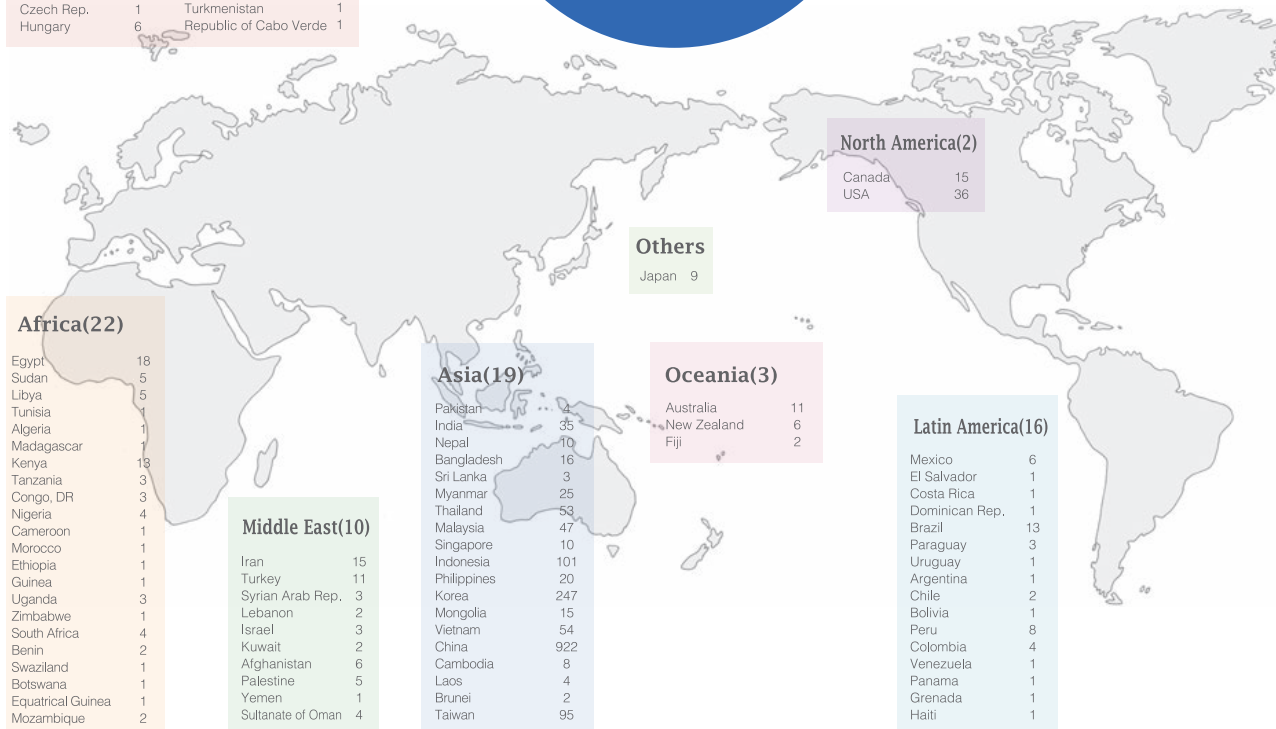 Czech Rep. 1 Turkmenistan 1
Hungary 6 Republic of Cabo Verde 1
North America(2)
Canada 15
USA 36
Others
Japan 9
Africa(22)
Egypt 18
Sudan 5
Libya 5
Tunisia 1
Algeria 1
Madagascar 1
Kenya 13
Tanzania 3
Congo, DR 3
Nigeria 4
Cameroon 1
Morocco 1
Ethiopia 1
Guinea 1
Uganda 3
Zimbabwe 1
South Africa 4
Benin 2
Swaziland 1
Botswana 1
Equatrical Guinea 1
Mozambique 2
Middle East(10)
Iran 15
Turkey 11
Syrian Arab Rep. 3
Lebanon 2
Israel 3
Kuwait 2
Afghanistan 6
Palestine 5
Yemen 1
Sultanate of Oman 4
Asia(19)
Pakistan 4
India 35
Nepal 10
Bangladesh 16
Sri Lanka 3
Myanmar 25
Thailand 53
Malaysia 47
Singapore 10
Indonesia 101
Philippines 20
Korea 247
Mongolia 15
Vietnam 54
China 922
Cambodia 8
Laos 4
Brunei 2
Taiwan 95
Oceania(3)
Australia 11
New Zealand 6
Fiji 2
Latin America(16)
Mexico 6
El Salvador 1
Costa Rica 1
Dominican Rep. 1
Brazil 13
Paraguay 3
Uruguay 1
Argentina 1
Chile 2
Bolivia 1
Peru 8
Colombia 4
Venezuela 1
Panama 1
Grenada 1
Haiti 1